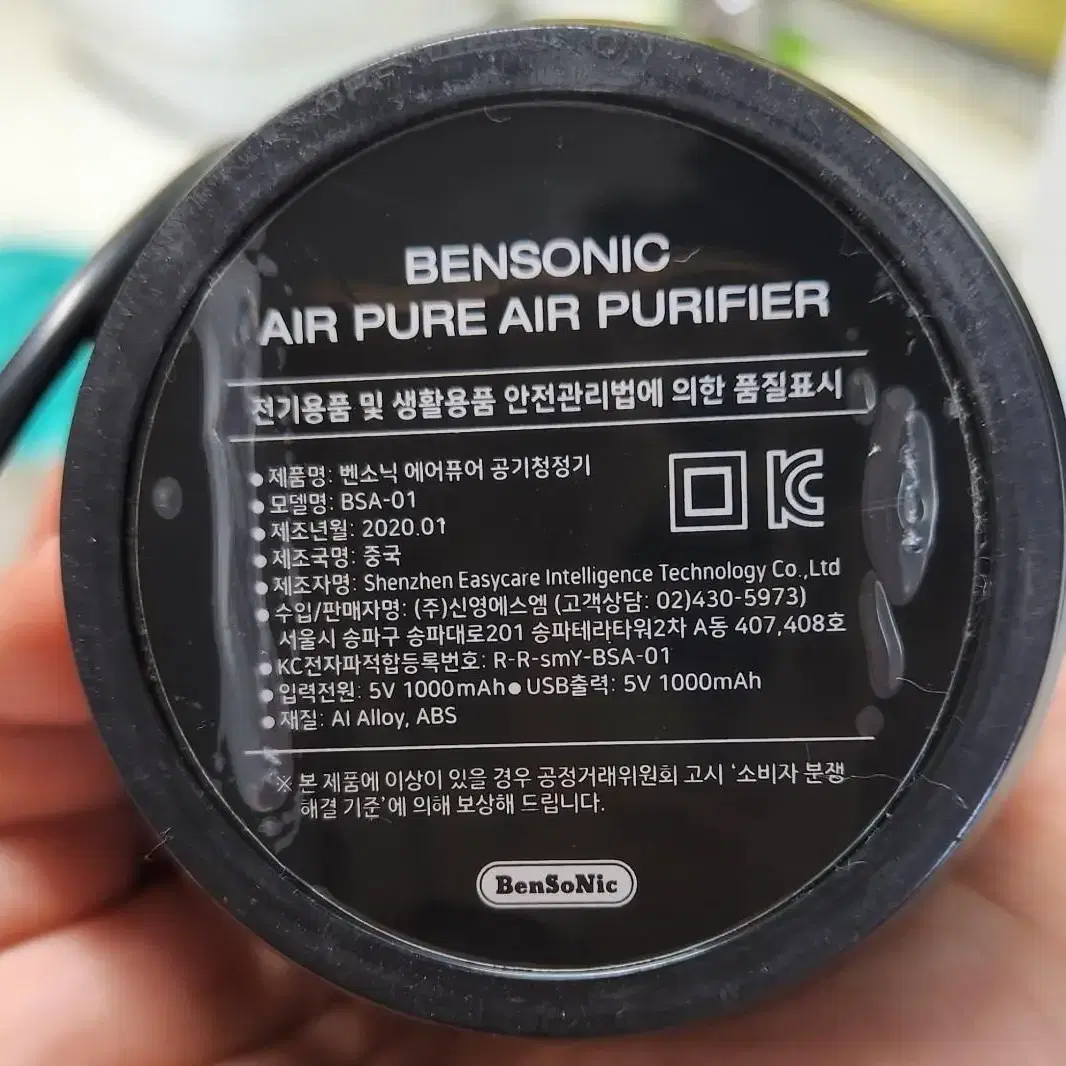 BENSONIC
AIR PURE AIR PURIFIER
전기용품 및 생활용품 안전관리법에 의한 품질표시
● 제품명: 벤소닉 에어퓨어 공기청정기
● 모델명: BSA-01
● 제조년월: 2020.01
● 제조국명: 중국
● 제조자명: Shenzhen Easycare Intelligence Technology Co.,Ltd
● 수입/판매자명: (주)신영에스엠 (고객상담: 02)430-5973)
서울시 송파구 송파대로201 송파테라타워2차 A동 407,408호
● KC전자파적합등록번호: R-R-smY-BSA-01
● 입력전원: 5V 1000mAh ● USB출력: 5V 1000mAh
● 재질: Al Alloy, ABS
※ 본 제품에 이상이 있을 경우 공정거래위원회 고시 '소비자 분쟁
해결 기준'에 의해 보상해 드립니다.
BenSoNic